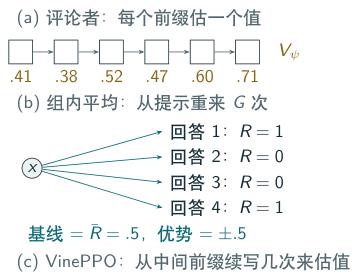 (a) 评论者：每个前缀估一个值
V_ψ
.41 .38 .52 .47 .60 .71
(b) 组内平均：从提示重来 G 次
回答 1：R = 1
回答 2：R = 0
x
回答 3：R = 0
回答 4：R = 1
基线 = R̄ = .5，优势 = ±.5
(c) VinePPO：从中间前缀续写几次来估值